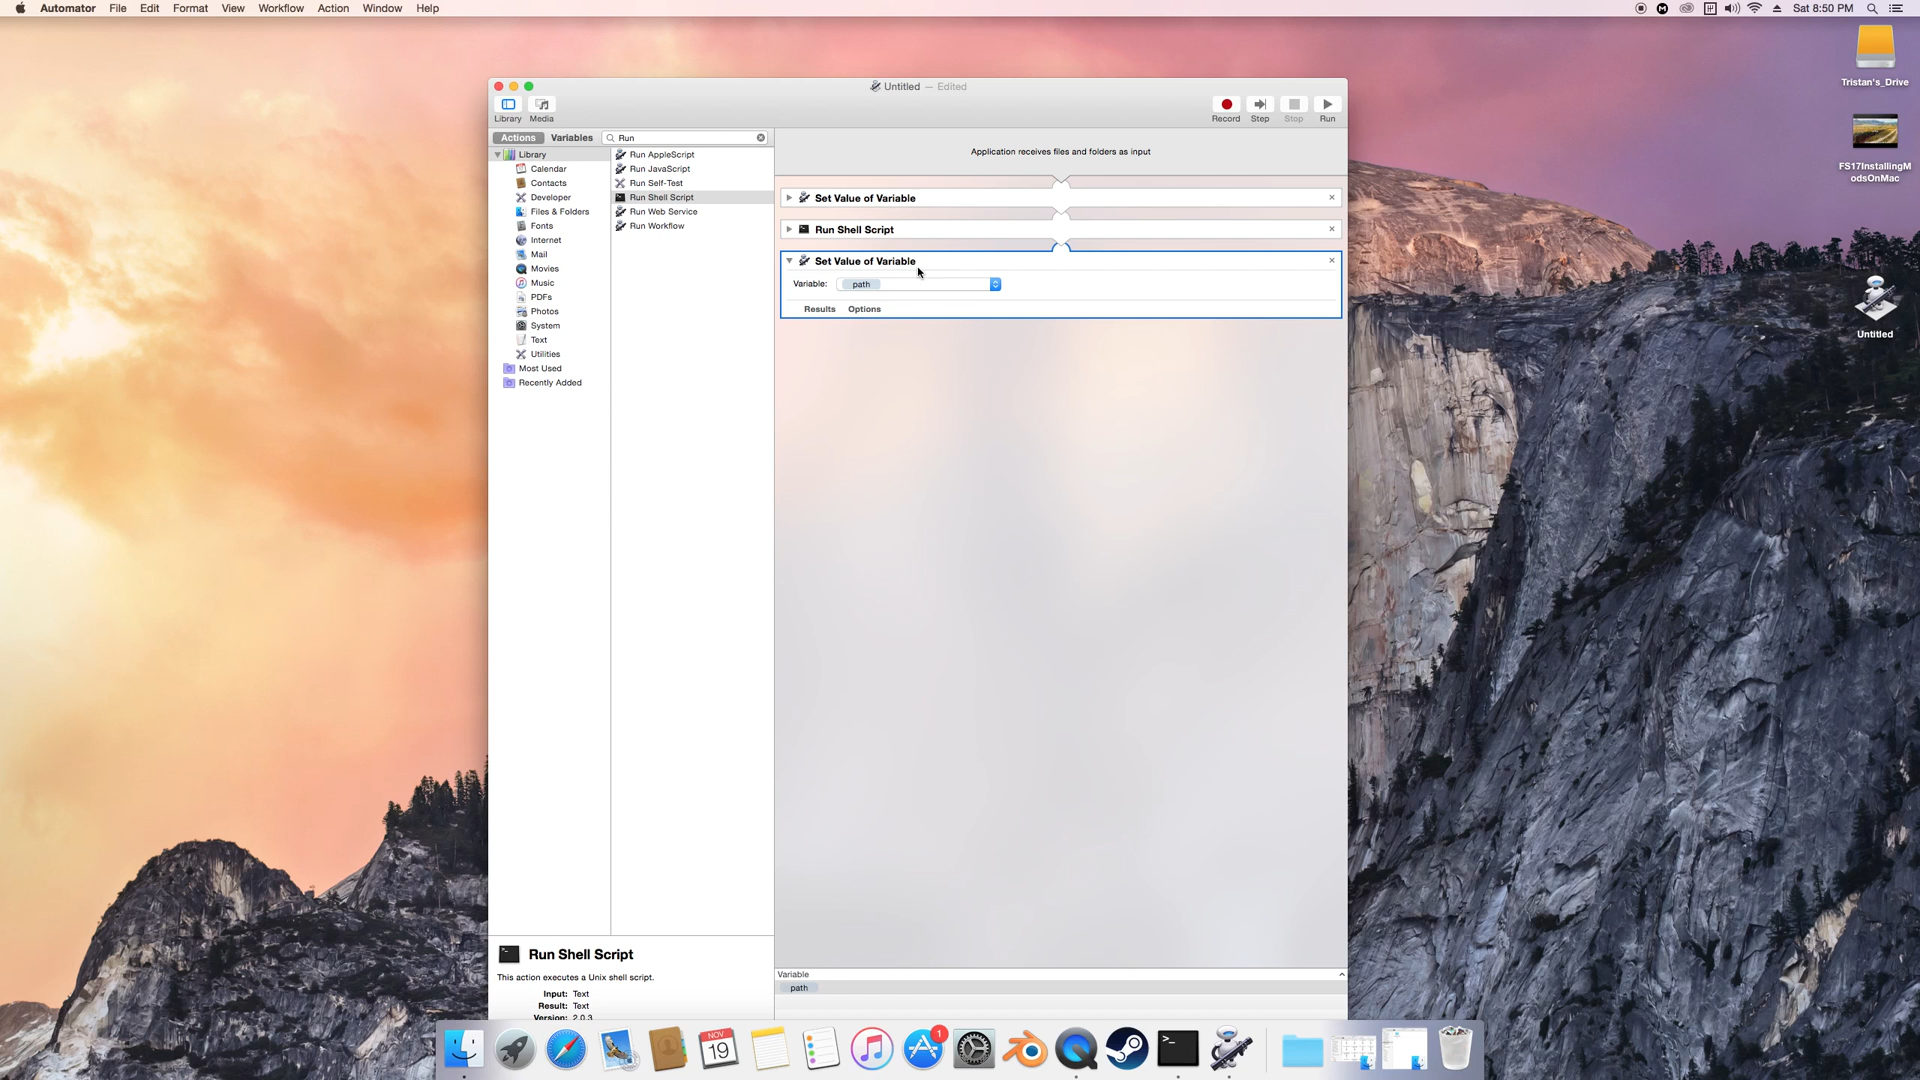 Automator File Edit Format View Workflow Action Window Help
Sat 8:50 PM
Untitled — Edited
Library Media
Record Step Stop Run
Actions Variables Run
Library
Calendar
Contacts
Developer
Files & Folders
Fonts
Internet
Mail
Movies
Music
PDFs
Photos
System
Text
Utilities
Most Used
Recently Added
Run AppleScript
Run JavaScript
Run Self-Test
Run Shell Script
Run Web Service
Run Workflow
Application receives files and folders as input
Set Value of Variable
Run Shell Script
Set Value of Variable
Variable: path
Results Options
Run Shell Script
This action executes a Unix shell script.
Input: Text
Result: Text
Version: 2.0.3
Variable
path
Tristan's_Drive
FS17InstallingM
odsOnMac
Untitled
NOV
19
1